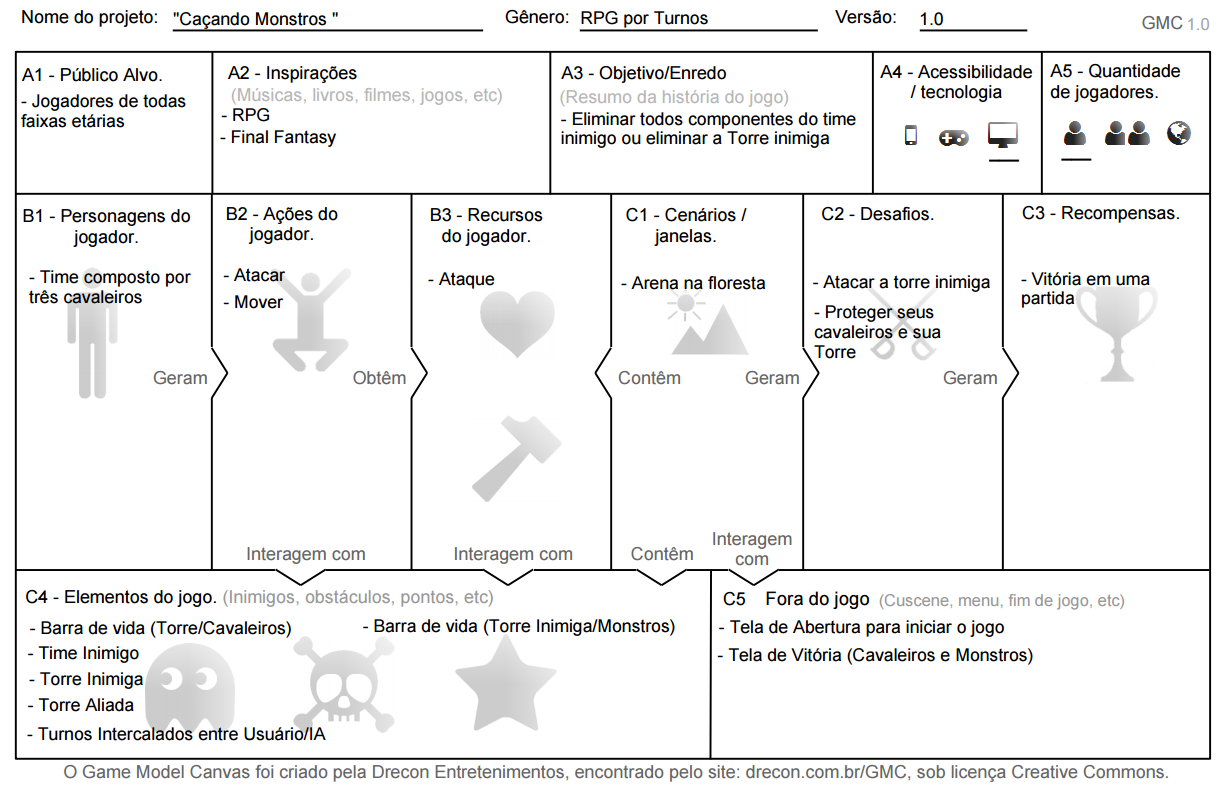 Nome do projeto: "Caçando Monstros " Gênero: RPG por Turnos Versão: 1.0 GMC 1.0
A1 - Público Alvo.
- Jogadores de todas
faixas etárias
A2 - Inspirações
(Músicas, livros, filmes, jogos, etc)
- RPG
- Final Fantasy
A3 - Objetivo/Enredo
(Resumo da história do jogo)
- Eliminar todos componentes do time
inimigo ou eliminar a Torre inimiga
A4 - Acessibilidade
/ tecnologia
A5 - Quantidade
de jogadores.
B1 - Personagens do
jogador.
- Time composto por
três cavaleiros
Geram
B2 - Ações do
jogador.
- Atacar
- Mover
Obtêm
Interagem com
B3 - Recursos
do jogador.
- Ataque
Interagem com
C1 - Cenários /
janelas.
- Arena na floresta
Contêm Geram
Contêm
Interagem
com
C2 - Desafios.
- Atacar a torre inimiga
- Proteger seus
cavaleiros e sua
Torre
Geram
C3 - Recompensas.
- Vitória em uma
partida
C4 - Elementos do jogo. (Inimigos, obstáculos, pontos, etc)
- Barra de vida (Torre/Cavaleiros) - Barra de vida (Torre Inimiga/Monstros)
- Time Inimigo
- Torre Inimiga
- Torre Aliada
- Turnos Intercalados entre Usuário/IA
C5 Fora do jogo (Cuscene, menu, fim de jogo, etc)
- Tela de Abertura para iniciar o jogo
- Tela de Vitória (Cavaleiros e Monstros)
O Game Model Canvas foi criado pela Drecon Entretenimentos, encontrado pelo site: drecon.com.br/GMC, sob licença Creative Commons.